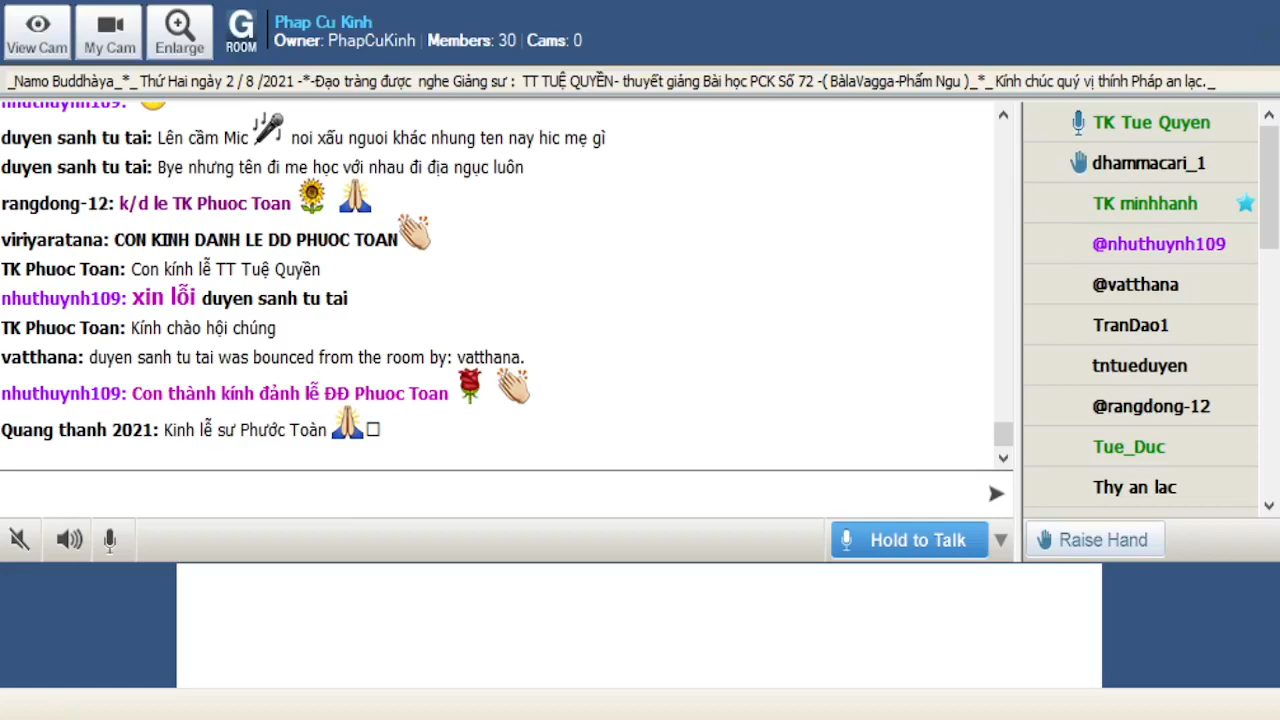 View Cam
My Cam
Enlarge
G
ROOM
Phap Cu Kinh
Owner: PhapCuKinh | Members: 30 | Cams: 0
_Namo Buddhàya_*_ Thứ Hai ngày 2 / 8 /2021 -*-Đạo tràng được nghe Giảng sư : TT TUỆ QUYỀN- thuyết giảng Bài học PCK Số 72 -( BàlaVagga-Phẩm Ngu )_*_ Kính chúc quý vị thính Pháp an lạc._
nhuthuynh109:
duyen sanh tu tai: Lên cầm Mic noi xấu nguoi khác nhung ten nay hic mẹ gì
duyen sanh tu tai: Bye nhưng tên đi me học với nhau đi địa ngục luôn
rangdong-12: k/d le TK Phuoc Toan
viriyaratana: CON KINH DANH LE DD PHUOC TOAN
TK Phuoc Toan: Con kính lễ TT Tuệ Quyền
nhuthuynh109: xin lỗi duyen sanh tu tai
TK Phuoc Toan: Kính chào hội chúng
vatthana: duyen sanh tu tai was bounced from the room by: vatthana.
nhuthuynh109: Con thành kính đảnh lễ ĐĐ Phuoc Toan
Quang thanh 2021: Kinh lễ sư Phước Toàn
TK Tue Quyen
dhammacari_1
TK minhhanh
@nhuthuynh109
@vatthana
TranDao1
tntueduyen
@rangdong-12
Tue_Duc
Thy an lac
Hold to Talk
Raise Hand